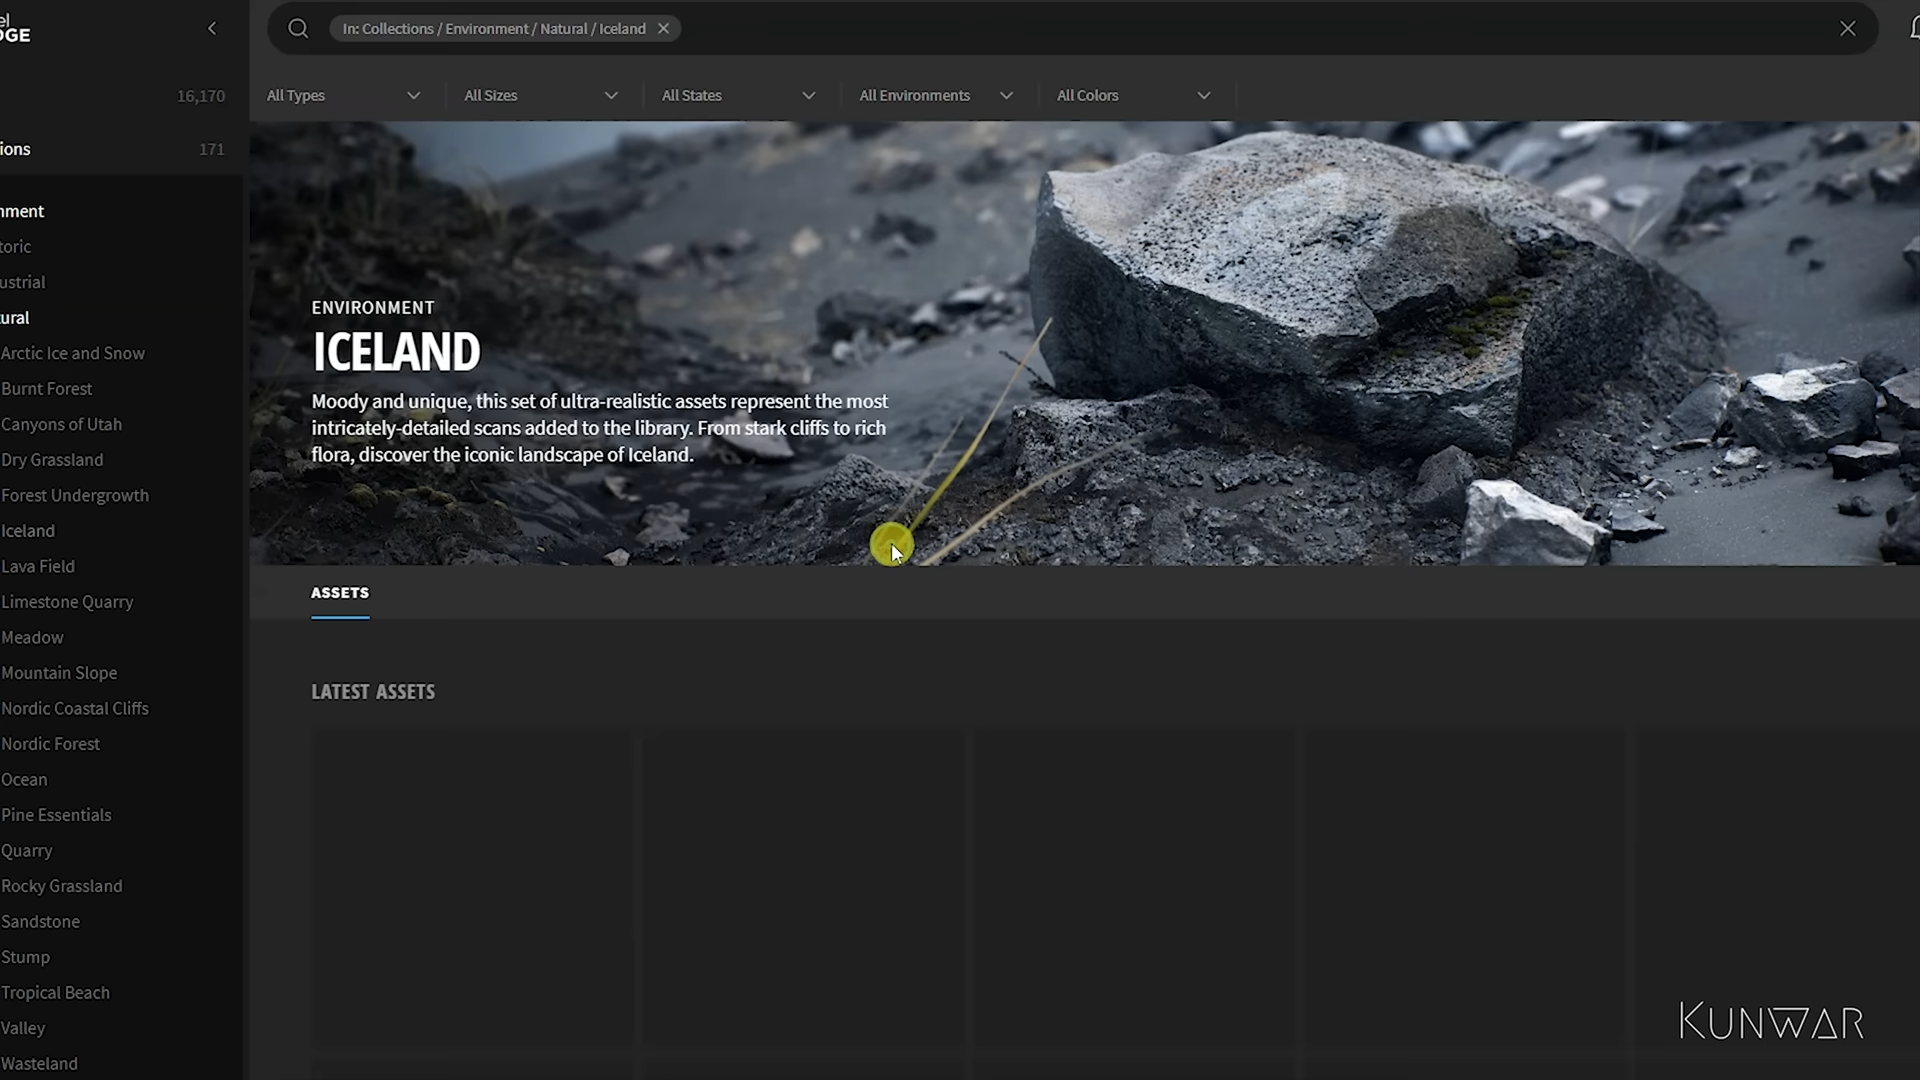 In: Collections / Environment / Natural / Iceland
All Types
All Sizes
All States
All Environments
All Colors
16,170
ions
171
nment
toric
ustrial
ural
Arctic Ice and Snow
Burnt Forest
Canyons of Utah
Dry Grassland
Forest Undergrowth
Iceland
Lava Field
Limestone Quarry
Meadow
Mountain Slope
Nordic Coastal Cliffs
Nordic Forest
Ocean
Pine Essentials
Quarry
Rocky Grassland
Sandstone
Stump
Tropical Beach
Valley
Wasteland
ENVIRONMENT
ICELAND
Moody and unique, this set of ultra-realistic assets represent the most
intricately-detailed scans added to the library. From stark cliffs to rich
flora, discover the iconic landscape of Iceland.
ASSETS
LATEST ASSETS
KUNWAR